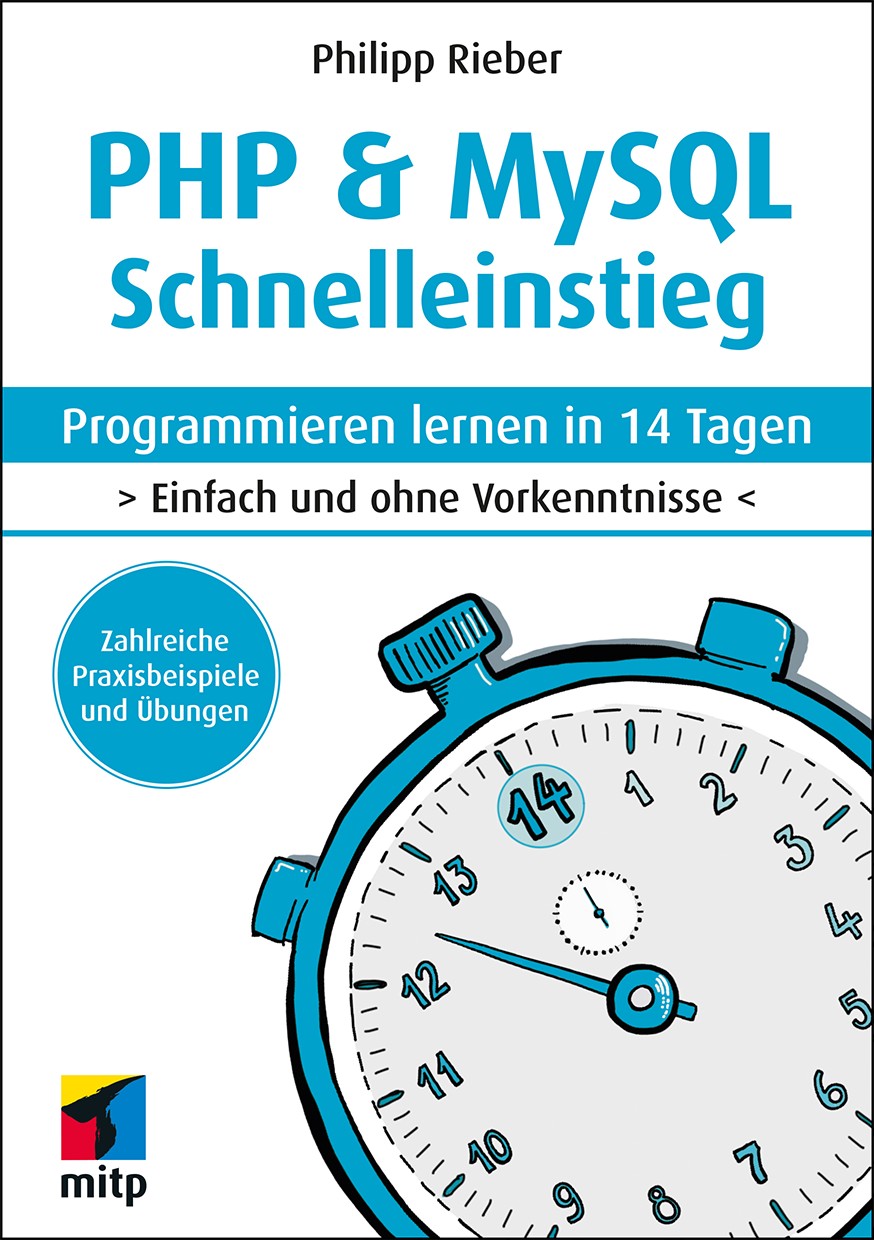 Philipp Rieber
PHP & MySQL
Schnelleinstieg
Programmieren lernen in 14 Tagen
> Einfach und ohne Vorkenntnisse <
Zahlreiche
Praxisbeispiele
und Übungen
14
1
2
3
4
5
6
7
8
9
10
11
12
13
mitp